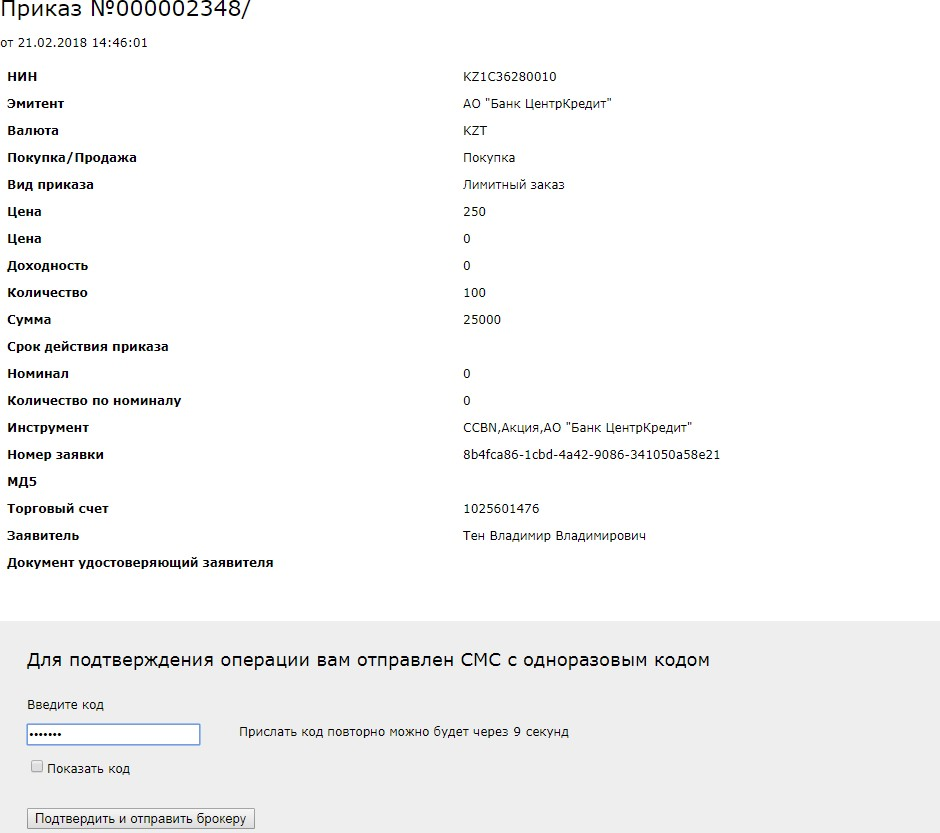 Приказ №000002348/
от 21.02.2018 14:46:01
НИН KZ1C36280010
Эмитент АО "Банк ЦентрКредит"
Валюта KZT
Покупка/Продажа Покупка
Вид приказа Лимитный заказ
Цена 250
Цена 0
Доходность 0
Количество 100
Сумма 25000
Срок действия приказа
Номинал 0
Количество по номиналу 0
Инструмент CCBN,Акция,АО "Банк ЦентрКредит"
Номер заявки 8b4fca86-1cbd-4a42-9086-341050a58e21
МД5
Торговый счет 1025601476
Заявитель Тен Владимир Владимирович
Документ удостоверяющий заявителя
Для подтверждения операции вам отправлен СМС с одноразовым кодом
Введите код
••••••• Прислать код повторно можно будет через 9 секунд
Показать код
Подтвердить и отправить брокеру